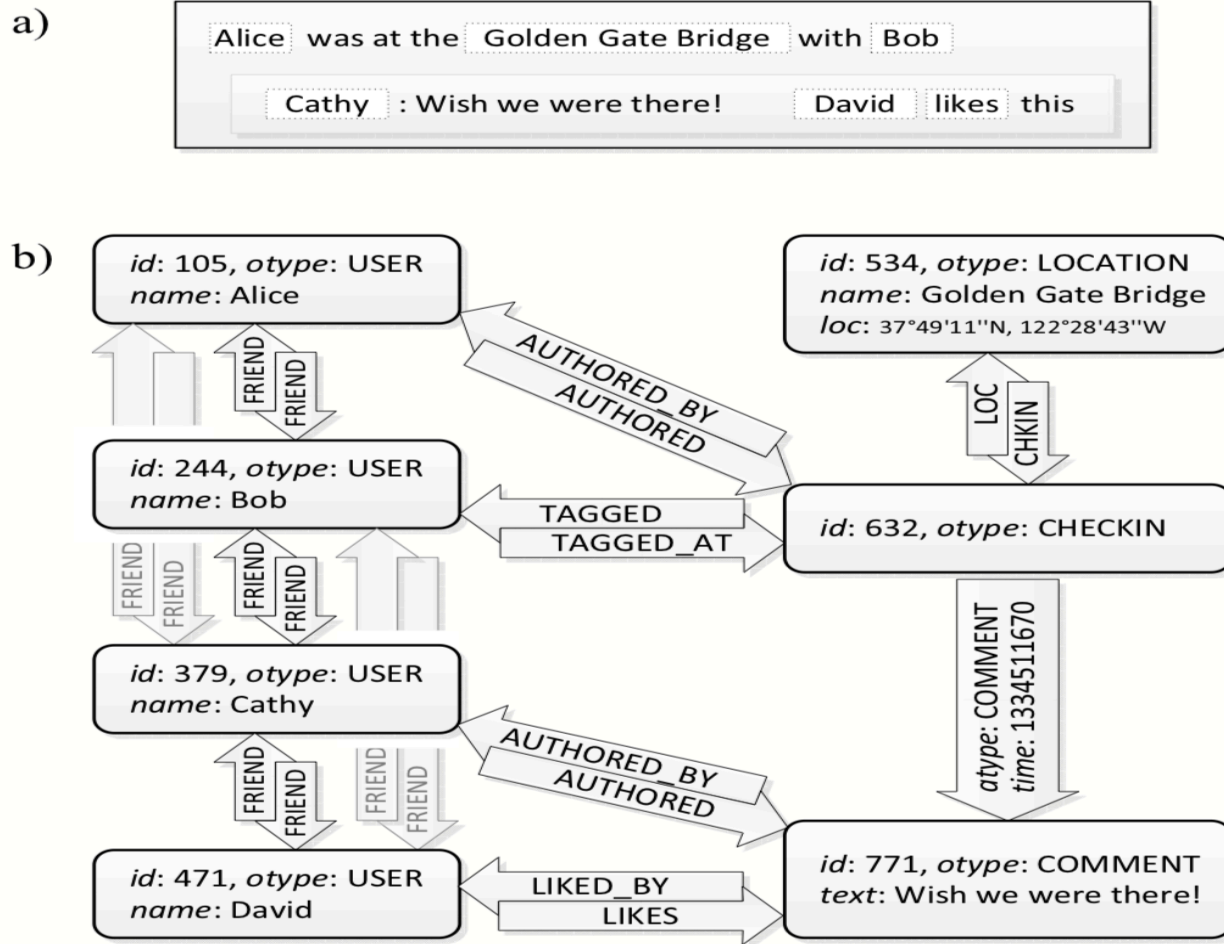 a)
Alice was at the Golden Gate Bridge with Bob
Cathy : Wish we were there! David likes this
b)
id: 105, otype: USER
name: Alice
id: 534, otype: LOCATION
name: Golden Gate Bridge
loc: 37°49'11''N, 122°28'43''W
AUTHORED_BY
AUTHORED
FRIEND
FRIEND
LOC
CHKIN
id: 244, otype: USER
name: Bob
TAGGED
TAGGED_AT
id: 632, otype: CHECKIN
FRIEND
FRIEND
FRIEND
FRIEND
atype: COMMENT
time: 1334511670
id: 379, otype: USER
name: Cathy
AUTHORED_BY
AUTHORED
FRIEND
FRIEND
FRIEND
FRIEND
id: 471, otype: USER
name: David
LIKED_BY
LIKES
id: 771, otype: COMMENT
text: Wish we were there!